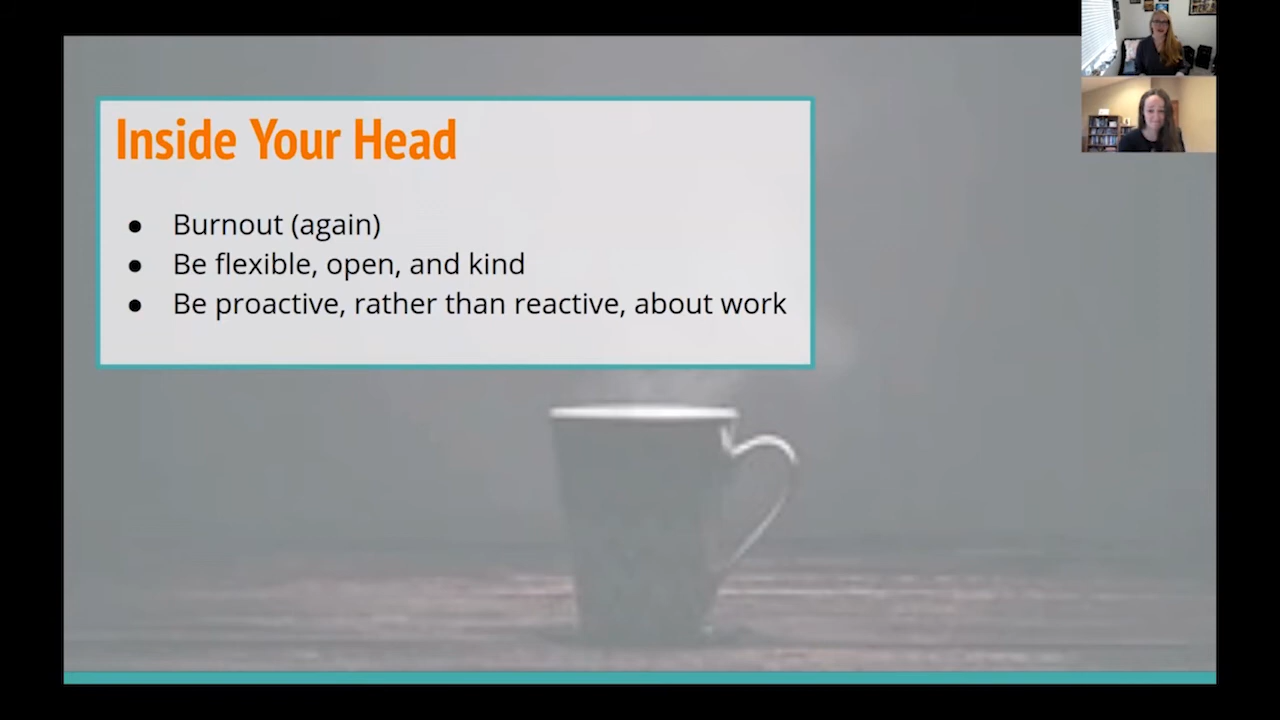 Inside Your Head
● Burnout (again)
● Be flexible, open, and kind
● Be proactive, rather than reactive, about work